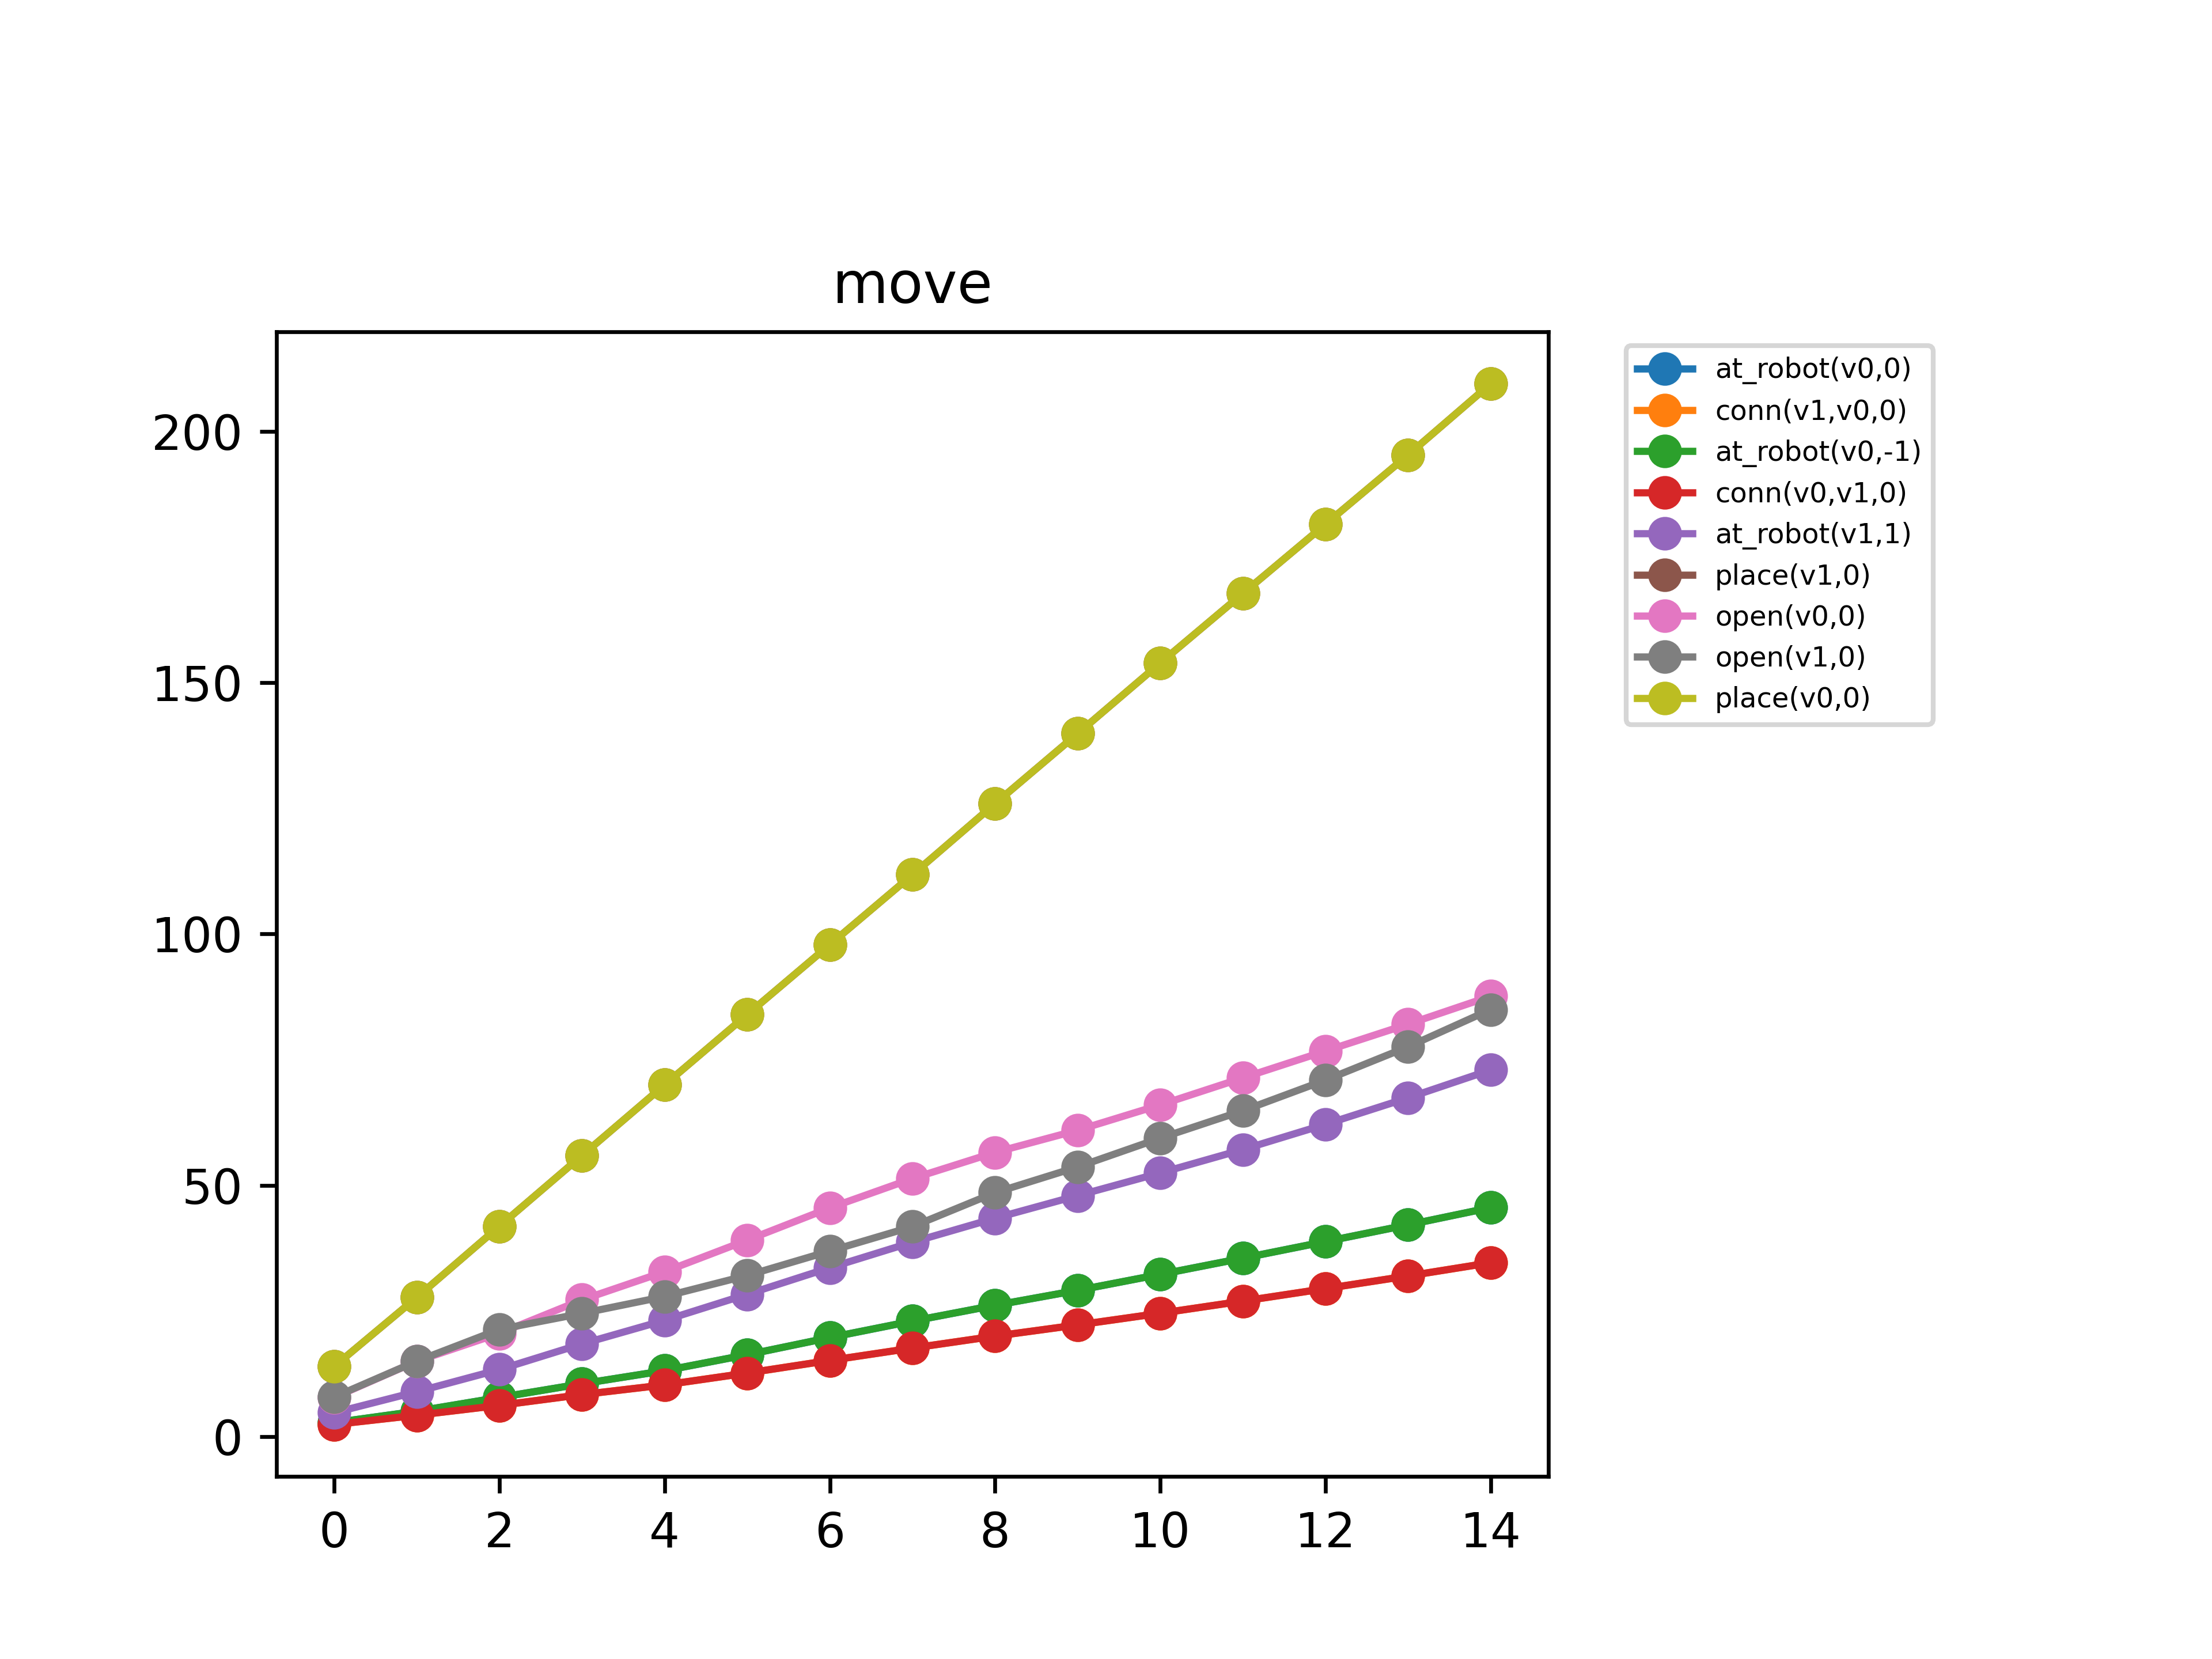 move
200
150
100
50
0
0 2 4 6 8 10 12 14
at_robot(v0,0)
conn(v1,v0,0)
at_robot(v0,-1)
conn(v0,v1,0)
at_robot(v1,1)
place(v1,0)
open(v0,0)
open(v1,0)
place(v0,0)